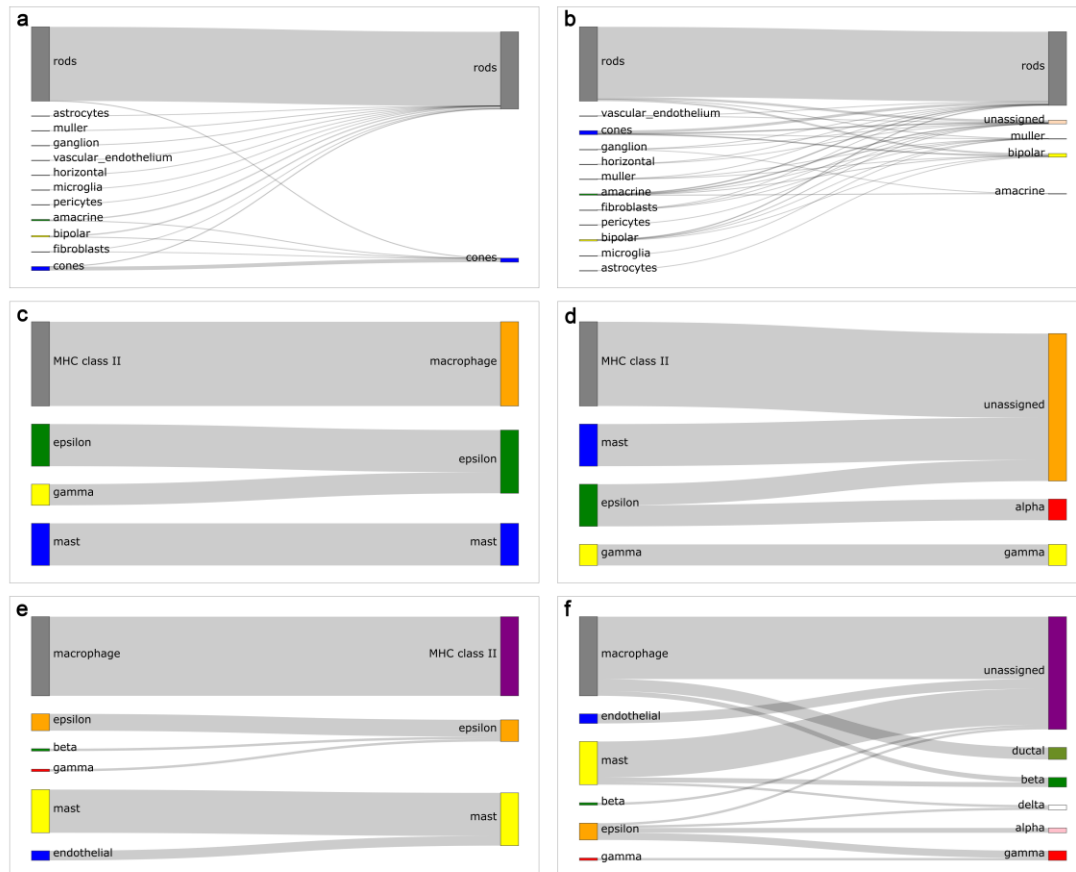 a
rods
rods
astrocytes
muller
ganglion
vascular_endothelium
horizontal
microglia
pericytes
amacrine
bipolar
fibroblasts
cones
cones
b
rods
rods
vascular_endothelium
unassigned
cones
muller
ganglion
bipolar
horizontal
muller
amacrine
amacrine
fibroblasts
pericytes
bipolar
microglia
astrocytes
c
MHC class II
macrophage
epsilon
epsilon
gamma
mast
mast
d
MHC class II
unassigned
mast
epsilon
alpha
gamma
gamma
e
macrophage
MHC class II
epsilon
epsilon
beta
gamma
mast
mast
endothelial
f
macrophage
unassigned
endothelial
mast
ductal
beta
beta
delta
epsilon
alpha
gamma
gamma